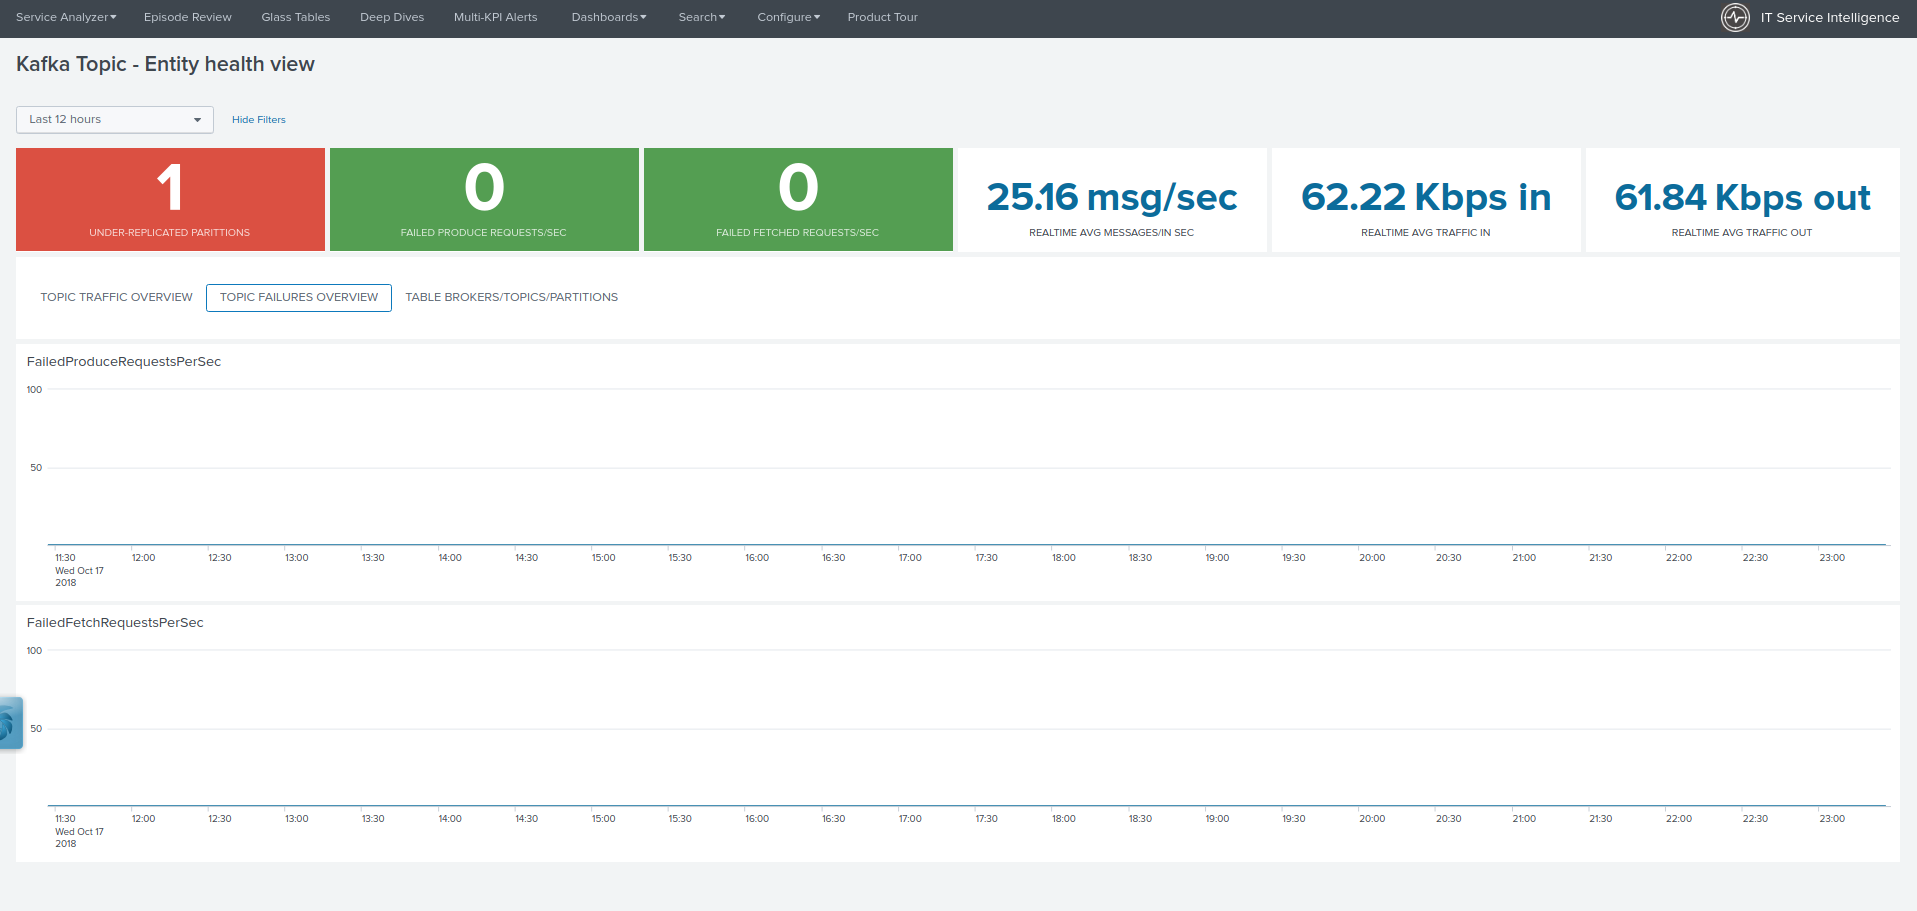 Service Analyzer Episode Review Glass Tables Deep Dives Multi-KPI Alerts Dashboards Search Configure Product Tour IT Service Intelligence
Kafka Topic - Entity health view
Last 12 hours Hide Filters
1 0 0 25.16 msg/sec 62.22 Kbps in 61.84 Kbps out
UNDER-REPLICATED PARITTIONS FAILED PRODUCE REQUESTS/SEC FAILED FETCHED REQUESTS/SEC REALTIME AVG MESSAGES/IN SEC REALTIME AVG TRAFFIC IN REALTIME AVG TRAFFIC OUT
TOPIC TRAFFIC OVERVIEW TOPIC FAILURES OVERVIEW TABLE BROKERS/TOPICS/PARTITIONS
FailedProduceRequestsPerSec
100
50
11:30 12:00 12:30 13:00 13:30 14:00 14:30 15:00 15:30 16:00 16:30 17:00 17:30 18:00 18:30 19:00 19:30 20:00 20:30 21:00 21:30 22:00 22:30 23:00
Wed Oct 17
2018
FailedFetchRequestsPerSec
100
50
11:30 12:00 12:30 13:00 13:30 14:00 14:30 15:00 15:30 16:00 16:30 17:00 17:30 18:00 18:30 19:00 19:30 20:00 20:30 21:00 21:30 22:00 22:30 23:00
Wed Oct 17
2018